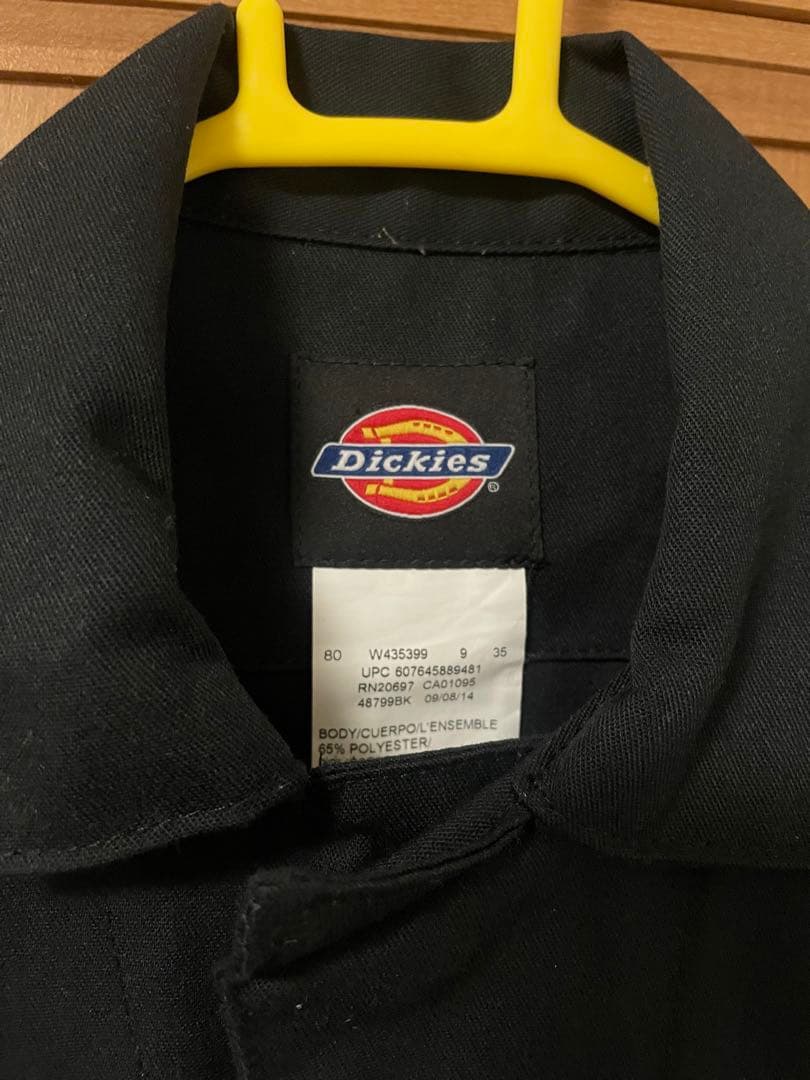 Dickies
®
80 W435399 9 35
UPC 607645889481
RN20697 CA01095
48799BK 09/08/14
BODY/CUERPO/L'ENSEMBLE
65% POLYESTER/